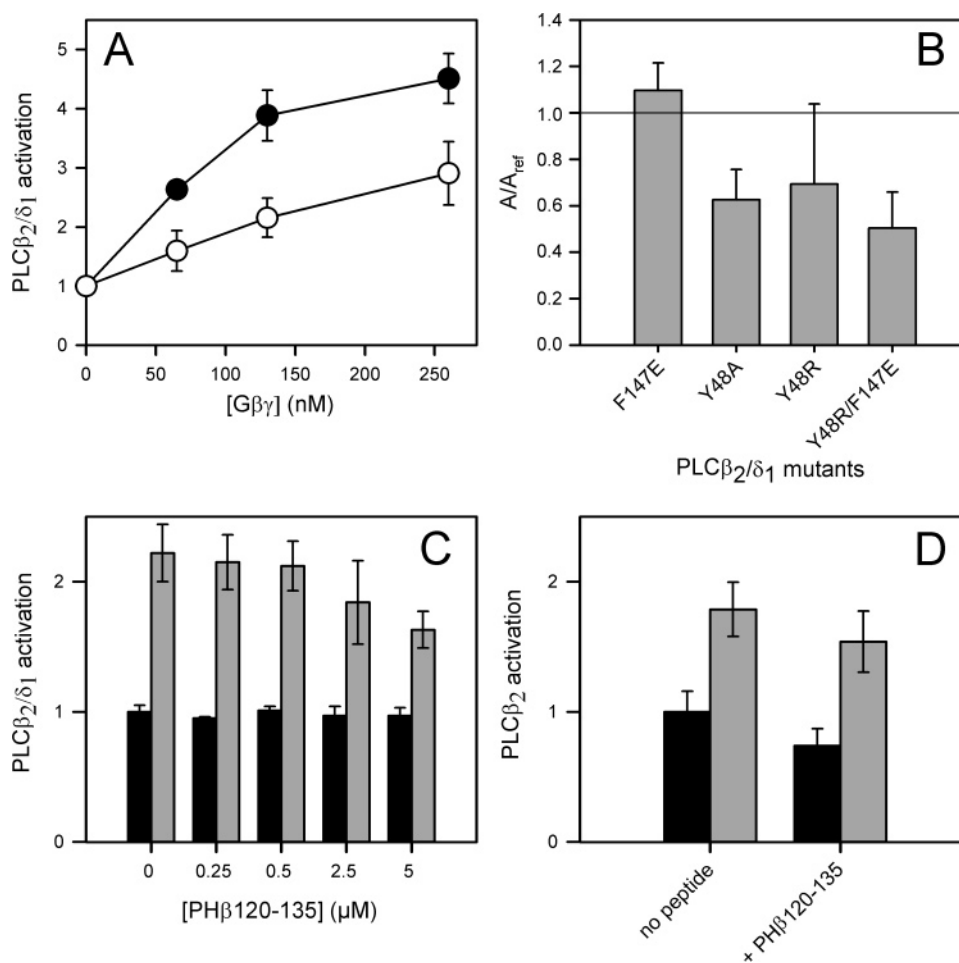 A
PLCβ2/δ1 activation
5
4
3
2
1
0
0 50 100 150 200 250
[Gβγ] (nM)
B
A/Aref
1.4
1.2
1.0
0.8
0.6
0.4
0.2
0.0
F147E
Y48A
Y48R
Y48R/F147E
PLCβ2/δ1 mutants
C
PLCβ2/δ1 activation
2
1
0
0 0.25 0.5 2.5 5
[PHβ120-135] (µM)
D
PLCβ2 activation
2
1
0
no peptide
+ PHβ120-135